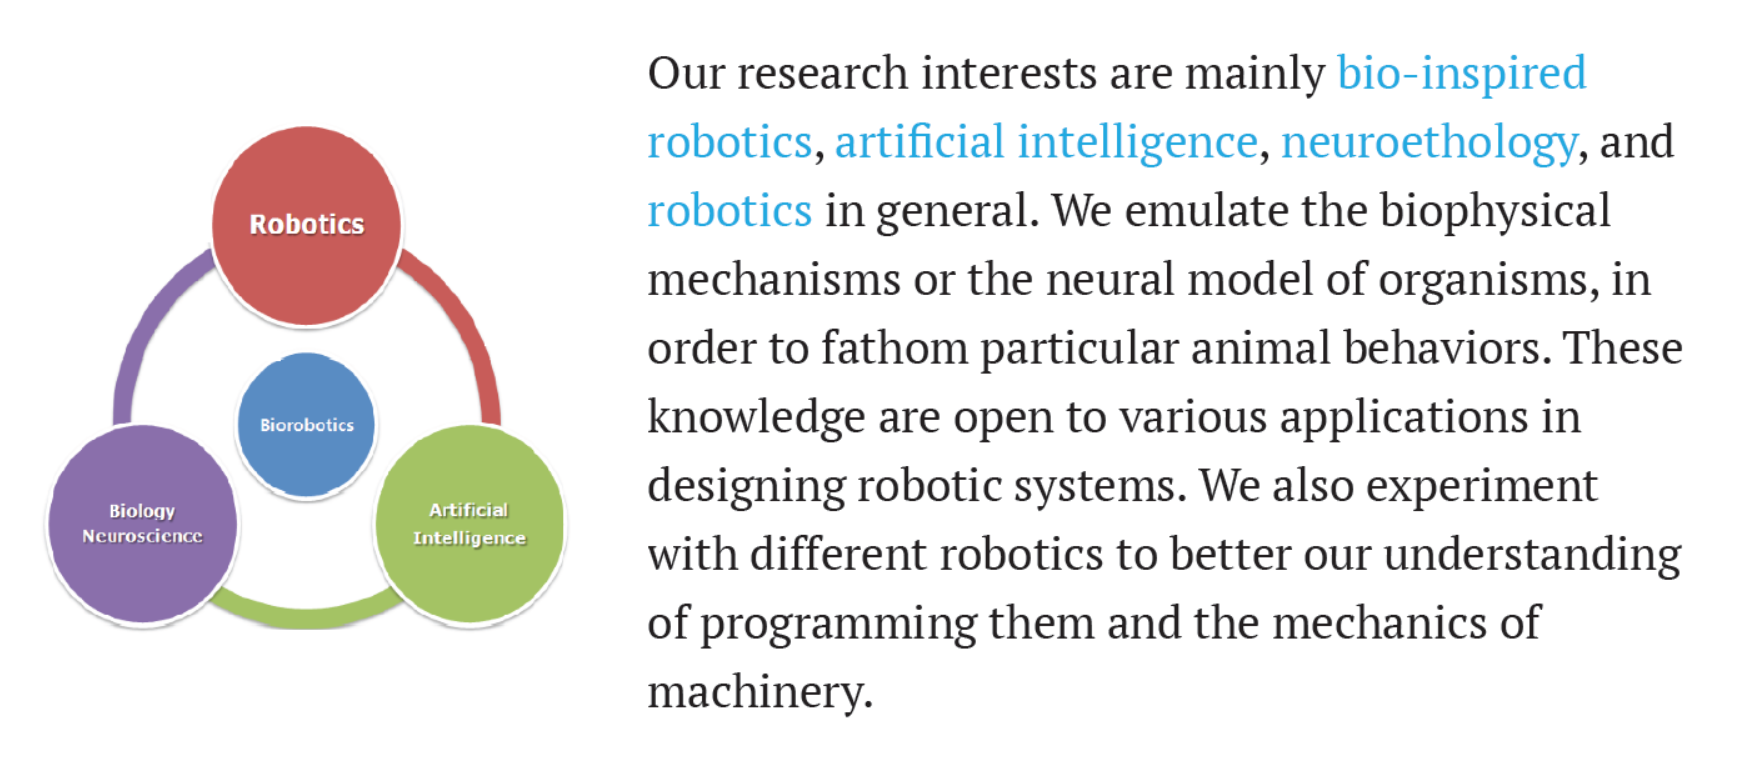 Robotics
Biorobotics
Biology
Neuroscience
Artificial
Intelligence
Our research interests are mainly bio-inspired
robotics, artificial intelligence, neuroethology, and
robotics in general. We emulate the biophysical
mechanisms or the neural model of organisms, in
order to fathom particular animal behaviors. These
knowledge are open to various applications in
designing robotic systems. We also experiment
with different robotics to better our understanding
of programming them and the mechanics of
machinery.